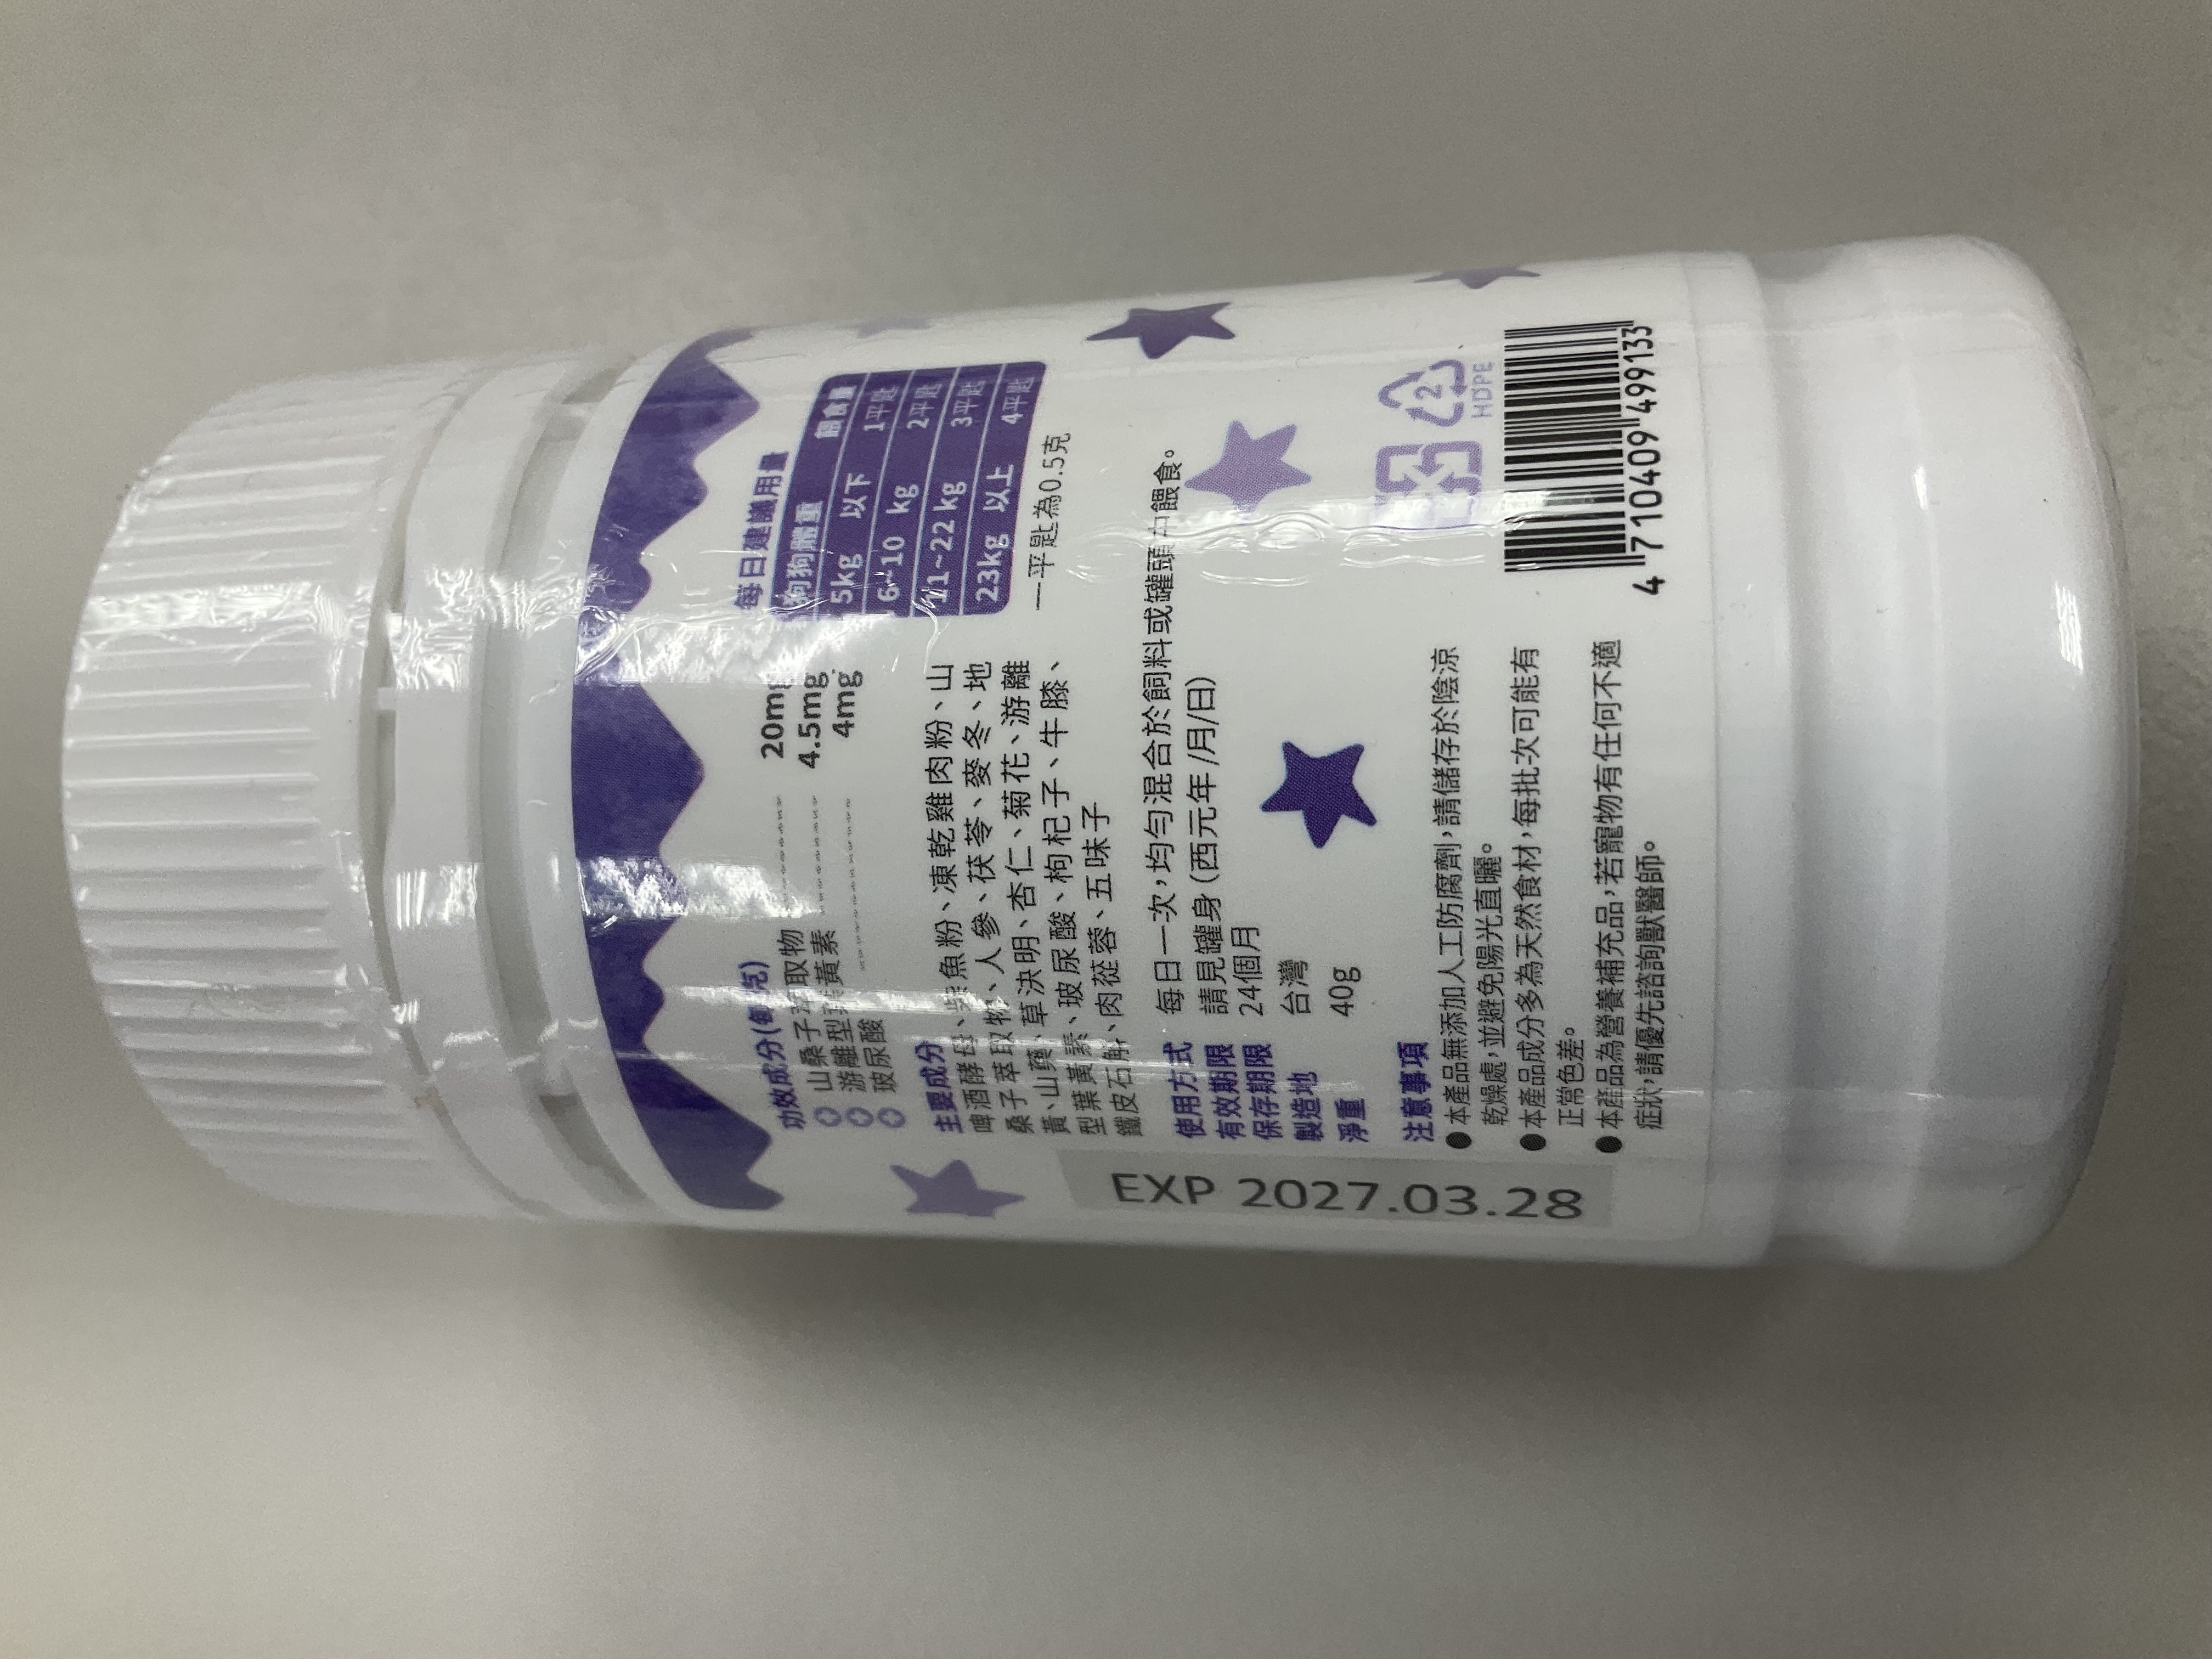 功效成分(每克)
山桑子萃取物 20mg
游離型葉黃素 4.5mg
玻尿酸 4mg
每日建議用量
狗狗體重 餵食量
5kg 以下 1平匙
6~10 kg 2平匙
11~22 kg 3平匙
23kg 以上 4平匙
一平匙為0.5克
主要成分
啤酒酵母、柴魚粉、凍乾雞肉粉、山
桑子萃取物、人參、茯苓、麥冬、地
黃、山藥、草決明、杏仁、菊花、游離
型葉黃素、玻尿酸、枸杞子、牛膝、
鐵皮石斛、肉蓯蓉、五味子
使用方式 每日一次,均勻混合於飼料或罐頭中餵食。
有效期限 請見罐身 (西元年/月/日)
保存期限 24個月
製造地 台灣
淨重 40g
注意事項
● 本產品無添加人工防腐劑,請儲存於陰涼
乾燥處,並避免陽光直曬。
● 本產品成分多為天然食材,每批次可能有
正常色差。
● 本產品為營養補充品,若寵物有任何不適
症狀,請優先諮詢獸醫師。
2
HDPE
4 710409 499133
EXP 2027.03.28